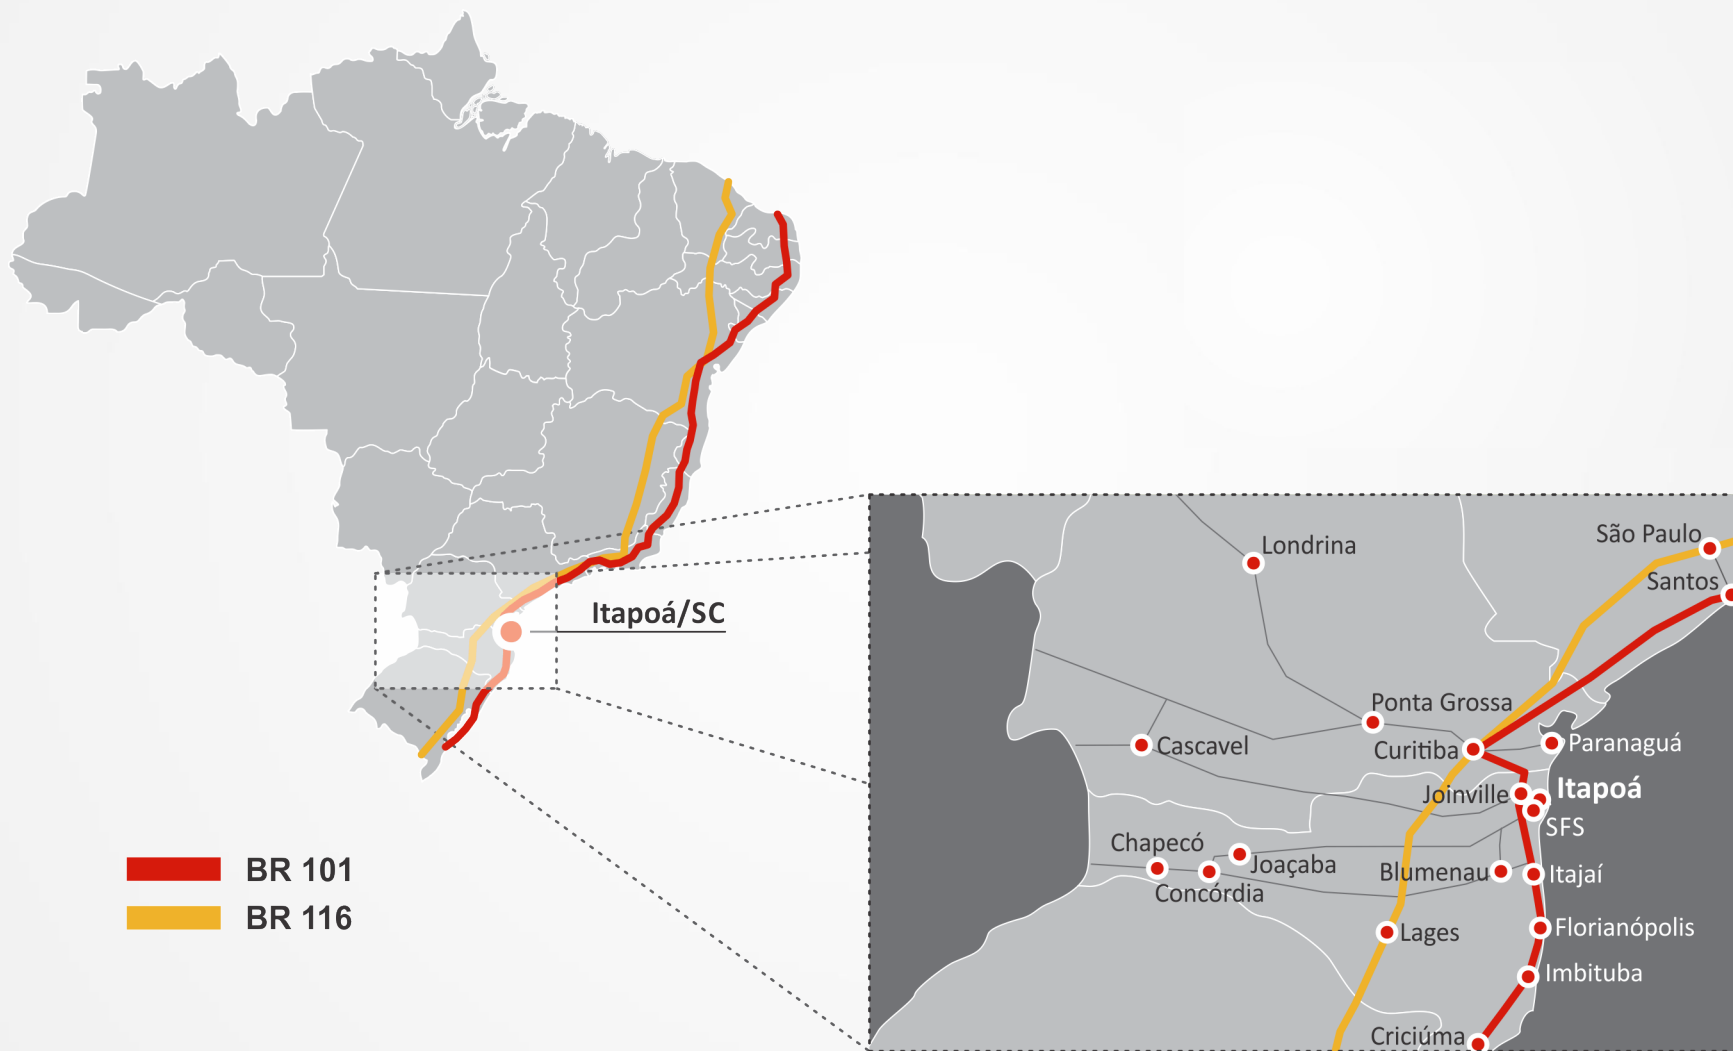 Itapoá/SC
BR 101
BR 116
São Paulo
Londrina
Santos
Ponta Grossa
Curitiba
Paranaguá
Cascavel
Itapoá
Joinville
SFS
Chapecó
Joaçaba
Blumenau
Itajaí
Concórdia
Florianópolis
Lages
Imbituba
Criciúma